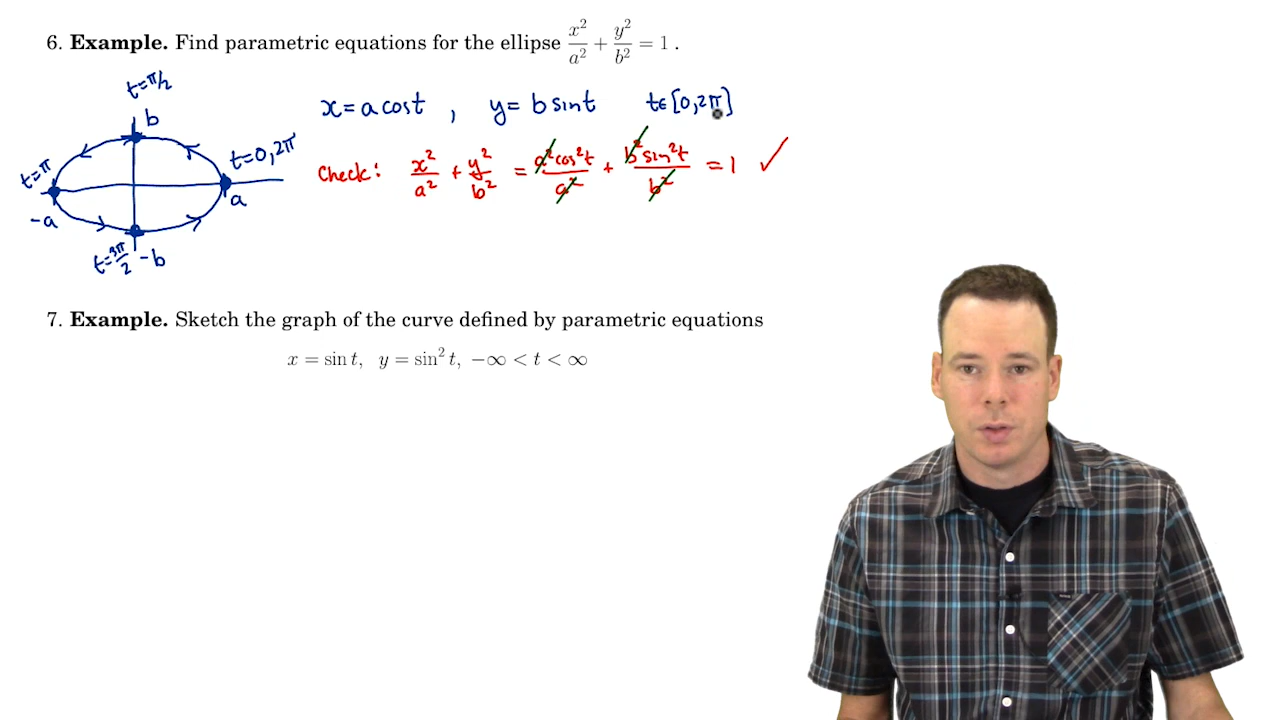 6. Example. Find parametric equations for the ellipse x²/a² + y²/b² = 1 .
t=π/2
b
x = a cost , y = b sint t∈[0,2π]
t=0,2π
t=π
Check: x²/a² + y²/b² = a²cos²t/a² + b²sin²t/b² = 1 ✓
a
-a
t=3π/2 -b
7. Example. Sketch the graph of the curve defined by parametric equations
x = sin t, y = sin² t, −∞ < t < ∞